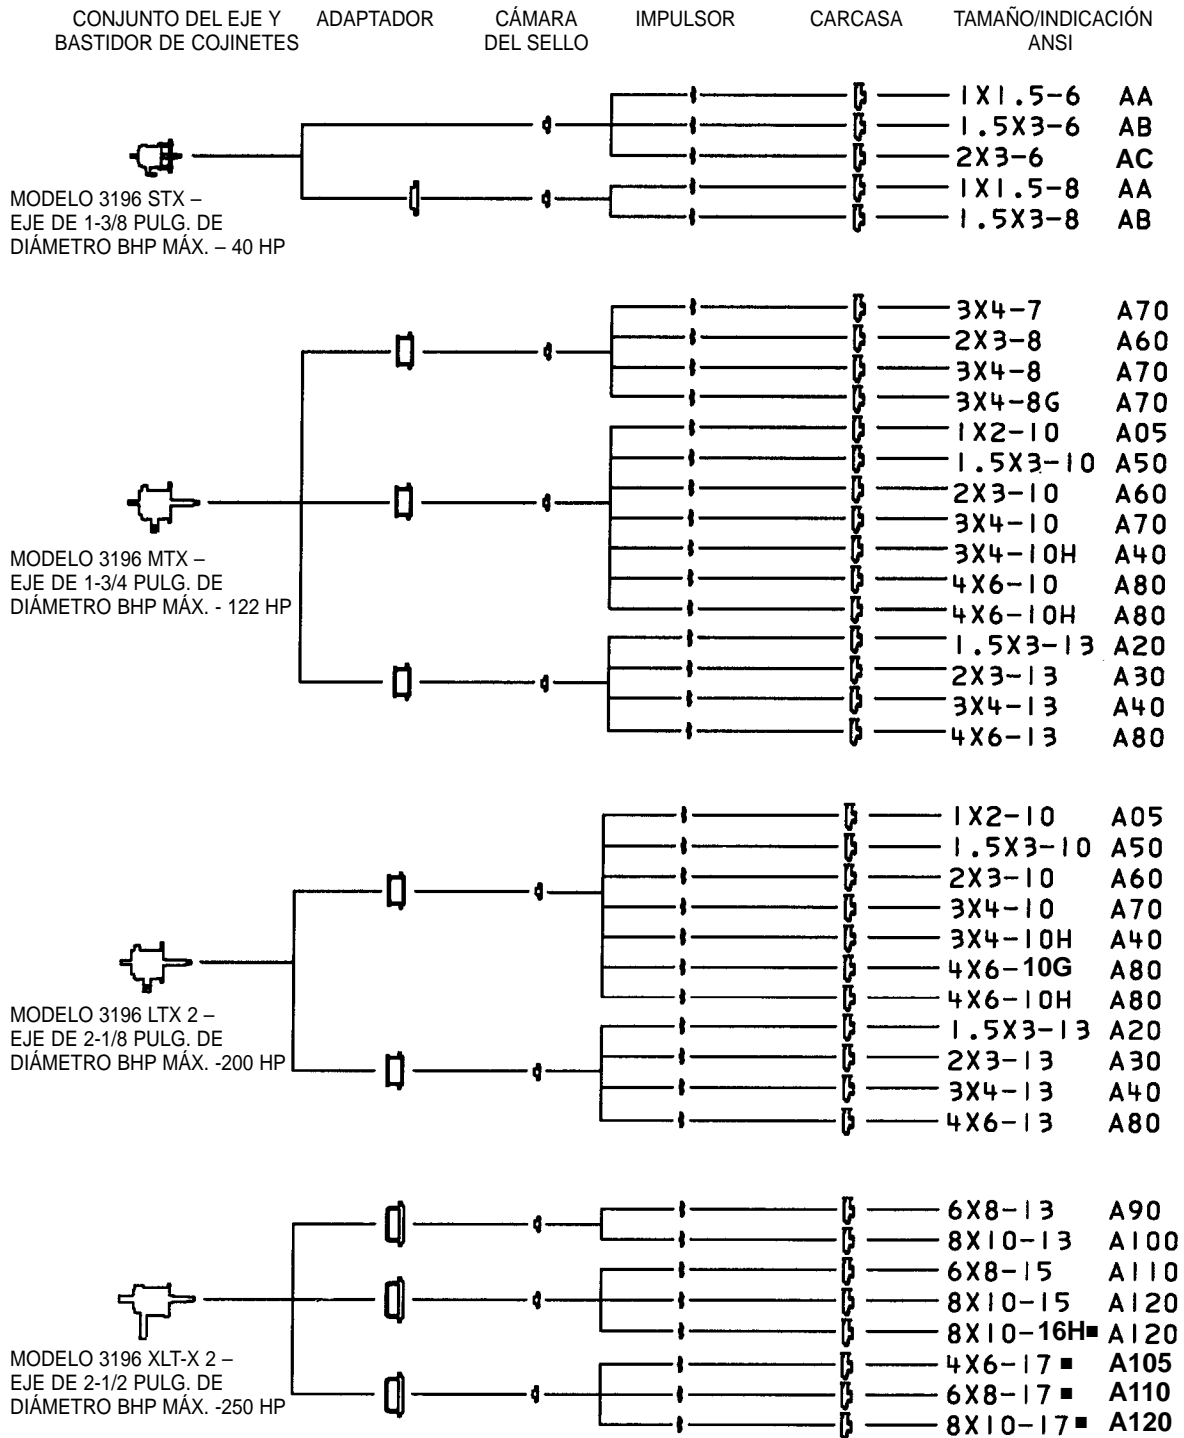 CONJUNTO DEL EJE Y
BASTIDOR DE COJINETES
ADAPTADOR
CÁMARA
DEL SELLO
IMPULSOR
CARCASA
TAMAÑO/INDICACIÓN
ANSI
1X1.5-6 AA
1.5X3-6 AB
2X3-6 AC
1X1.5-8 AA
1.5X3-8 AB
MODELO 3196 STX –
EJE DE 1-3/8 PULG. DE
DIÁMETRO BHP MÁX. – 40 HP
3X4-7 A70
2X3-8 A60
3X4-8 A70
3X4-8G A70
1X2-10 A05
1.5X3-10 A50
2X3-10 A60
3X4-10 A70
3X4-10H A40
4X6-10 A80
4X6-10H A80
1.5X3-13 A20
2X3-13 A30
3X4-13 A40
4X6-13 A80
MODELO 3196 MTX –
EJE DE 1-3/4 PULG. DE
DIÁMETRO BHP MÁX. - 122 HP
1X2-10 A05
1.5X3-10 A50
2X3-10 A60
3X4-10 A70
3X4-10H A40
4X6-10G A80
4X6-10H A80
1.5X3-13 A20
2X3-13 A30
3X4-13 A40
4X6-13 A80
MODELO 3196 LTX 2 –
EJE DE 2-1/8 PULG. DE
DIÁMETRO BHP MÁX. -200 HP
6X8-13 A90
8X10-13 A100
6X8-15 A110
8X10-15 A120
8X10-16H■ A120
4X6-17 ■ A105
6X8-17 ■ A110
8X10-17 ■ A120
MODELO 3196 XLT-X 2 –
EJE DE 2-1/2 PULG. DE
DIÁMETRO BHP MÁX. -250 HP